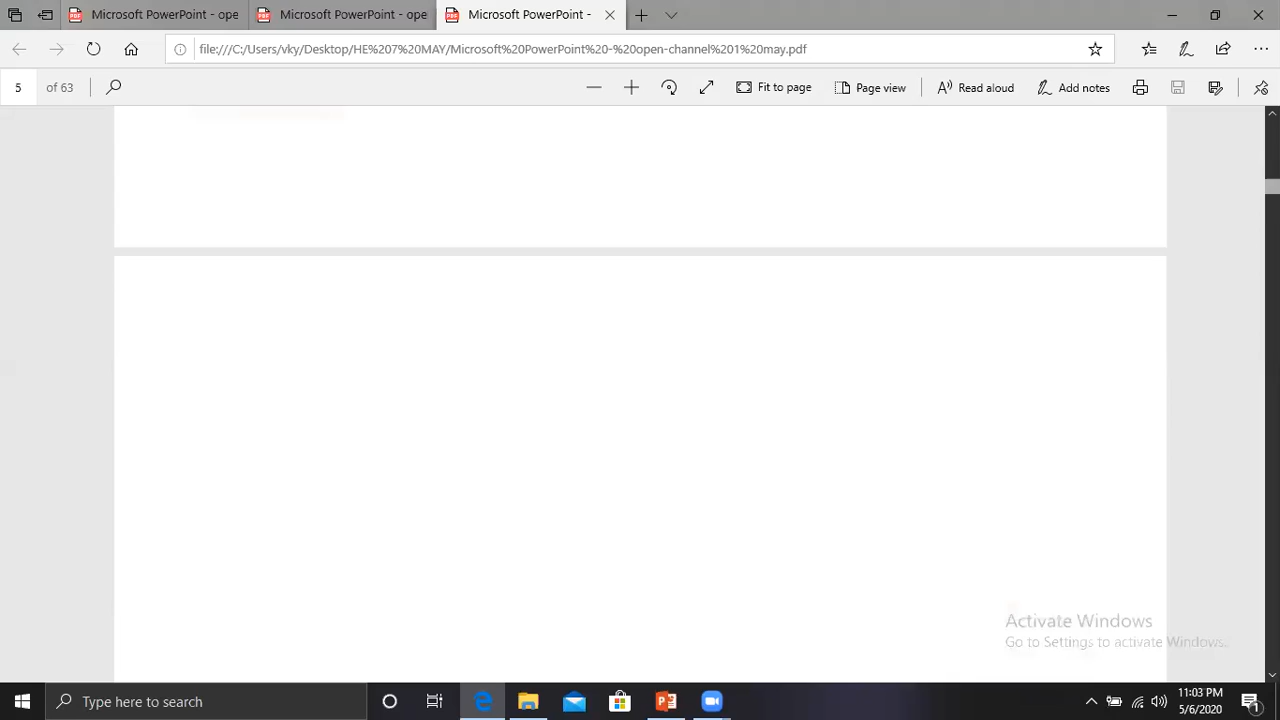 Microsoft PowerPoint - ope
Microsoft PowerPoint - ope
Microsoft PowerPoint -
file:///C:/Users/vky/Desktop/HE%207%20MAY/Microsoft%20PowerPoint%20-%20open-channel%201%20may.pdf
5 of 63
Fit to page
Page view
Read aloud
Add notes
Activate Windows
Go to Settings to activate Windows.
Type here to search
11:03 PM
5/6/2020